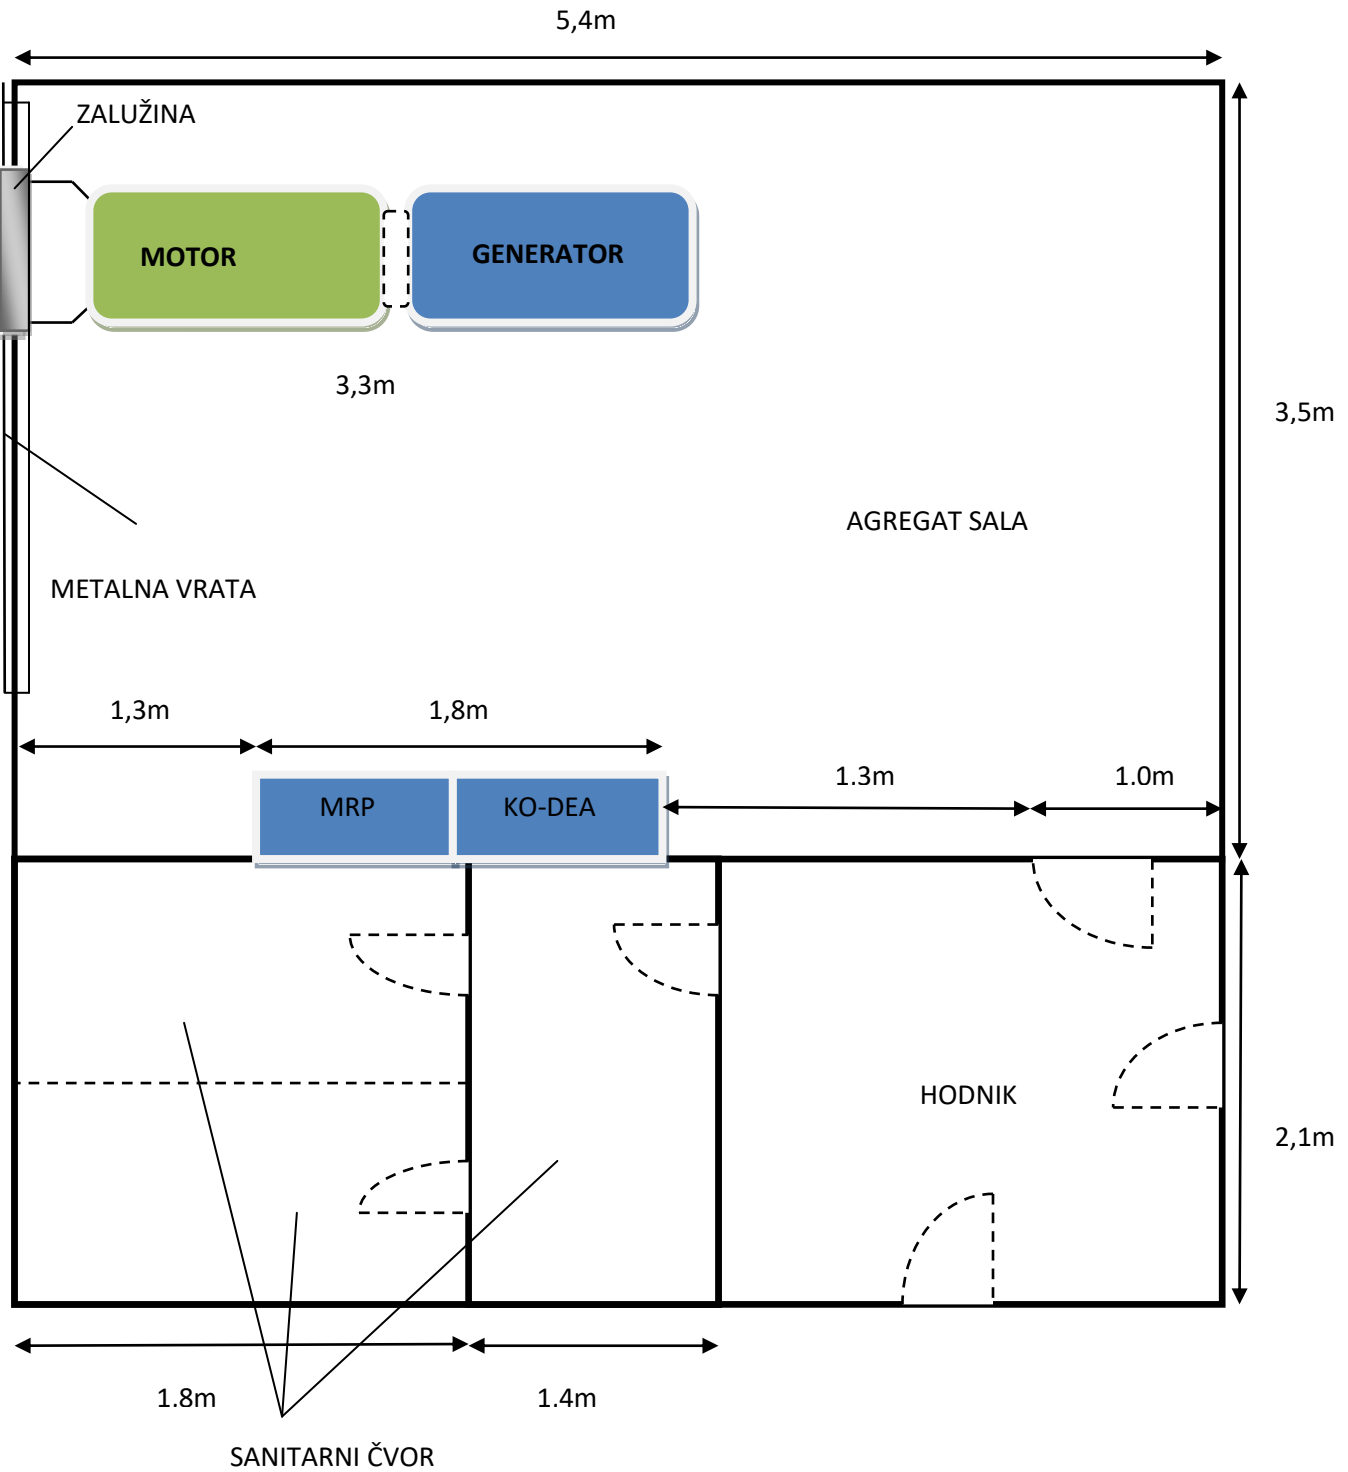 5,4m
ZALUŽINA
MOTOR
GENERATOR
3,3m
3,5m
AGREGAT SALA
METALNA VRATA
1,3m
1,8m
1.3m
1.0m
MRP
KO-DEA
HODNIK
2,1m
1.8m
1.4m
SANITARNI ČVOR